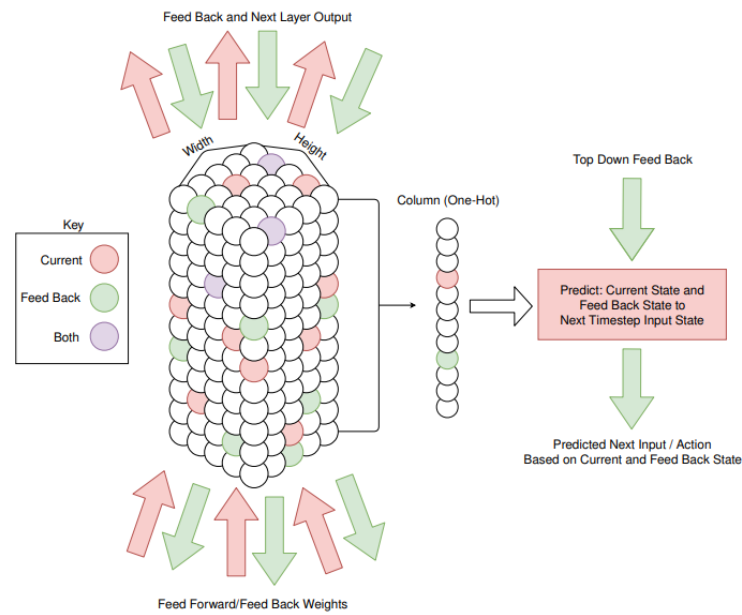 Feed Back and Next Layer Output
Width
Height
Key
Current
Feed Back
Both
Column (One-Hot)
Top Down Feed Back
Predict: Current State and
Feed Back State to
Next Timestep Input State
Predicted Next Input / Action
Based on Current and Feed Back State
Feed Forward/Feed Back Weights